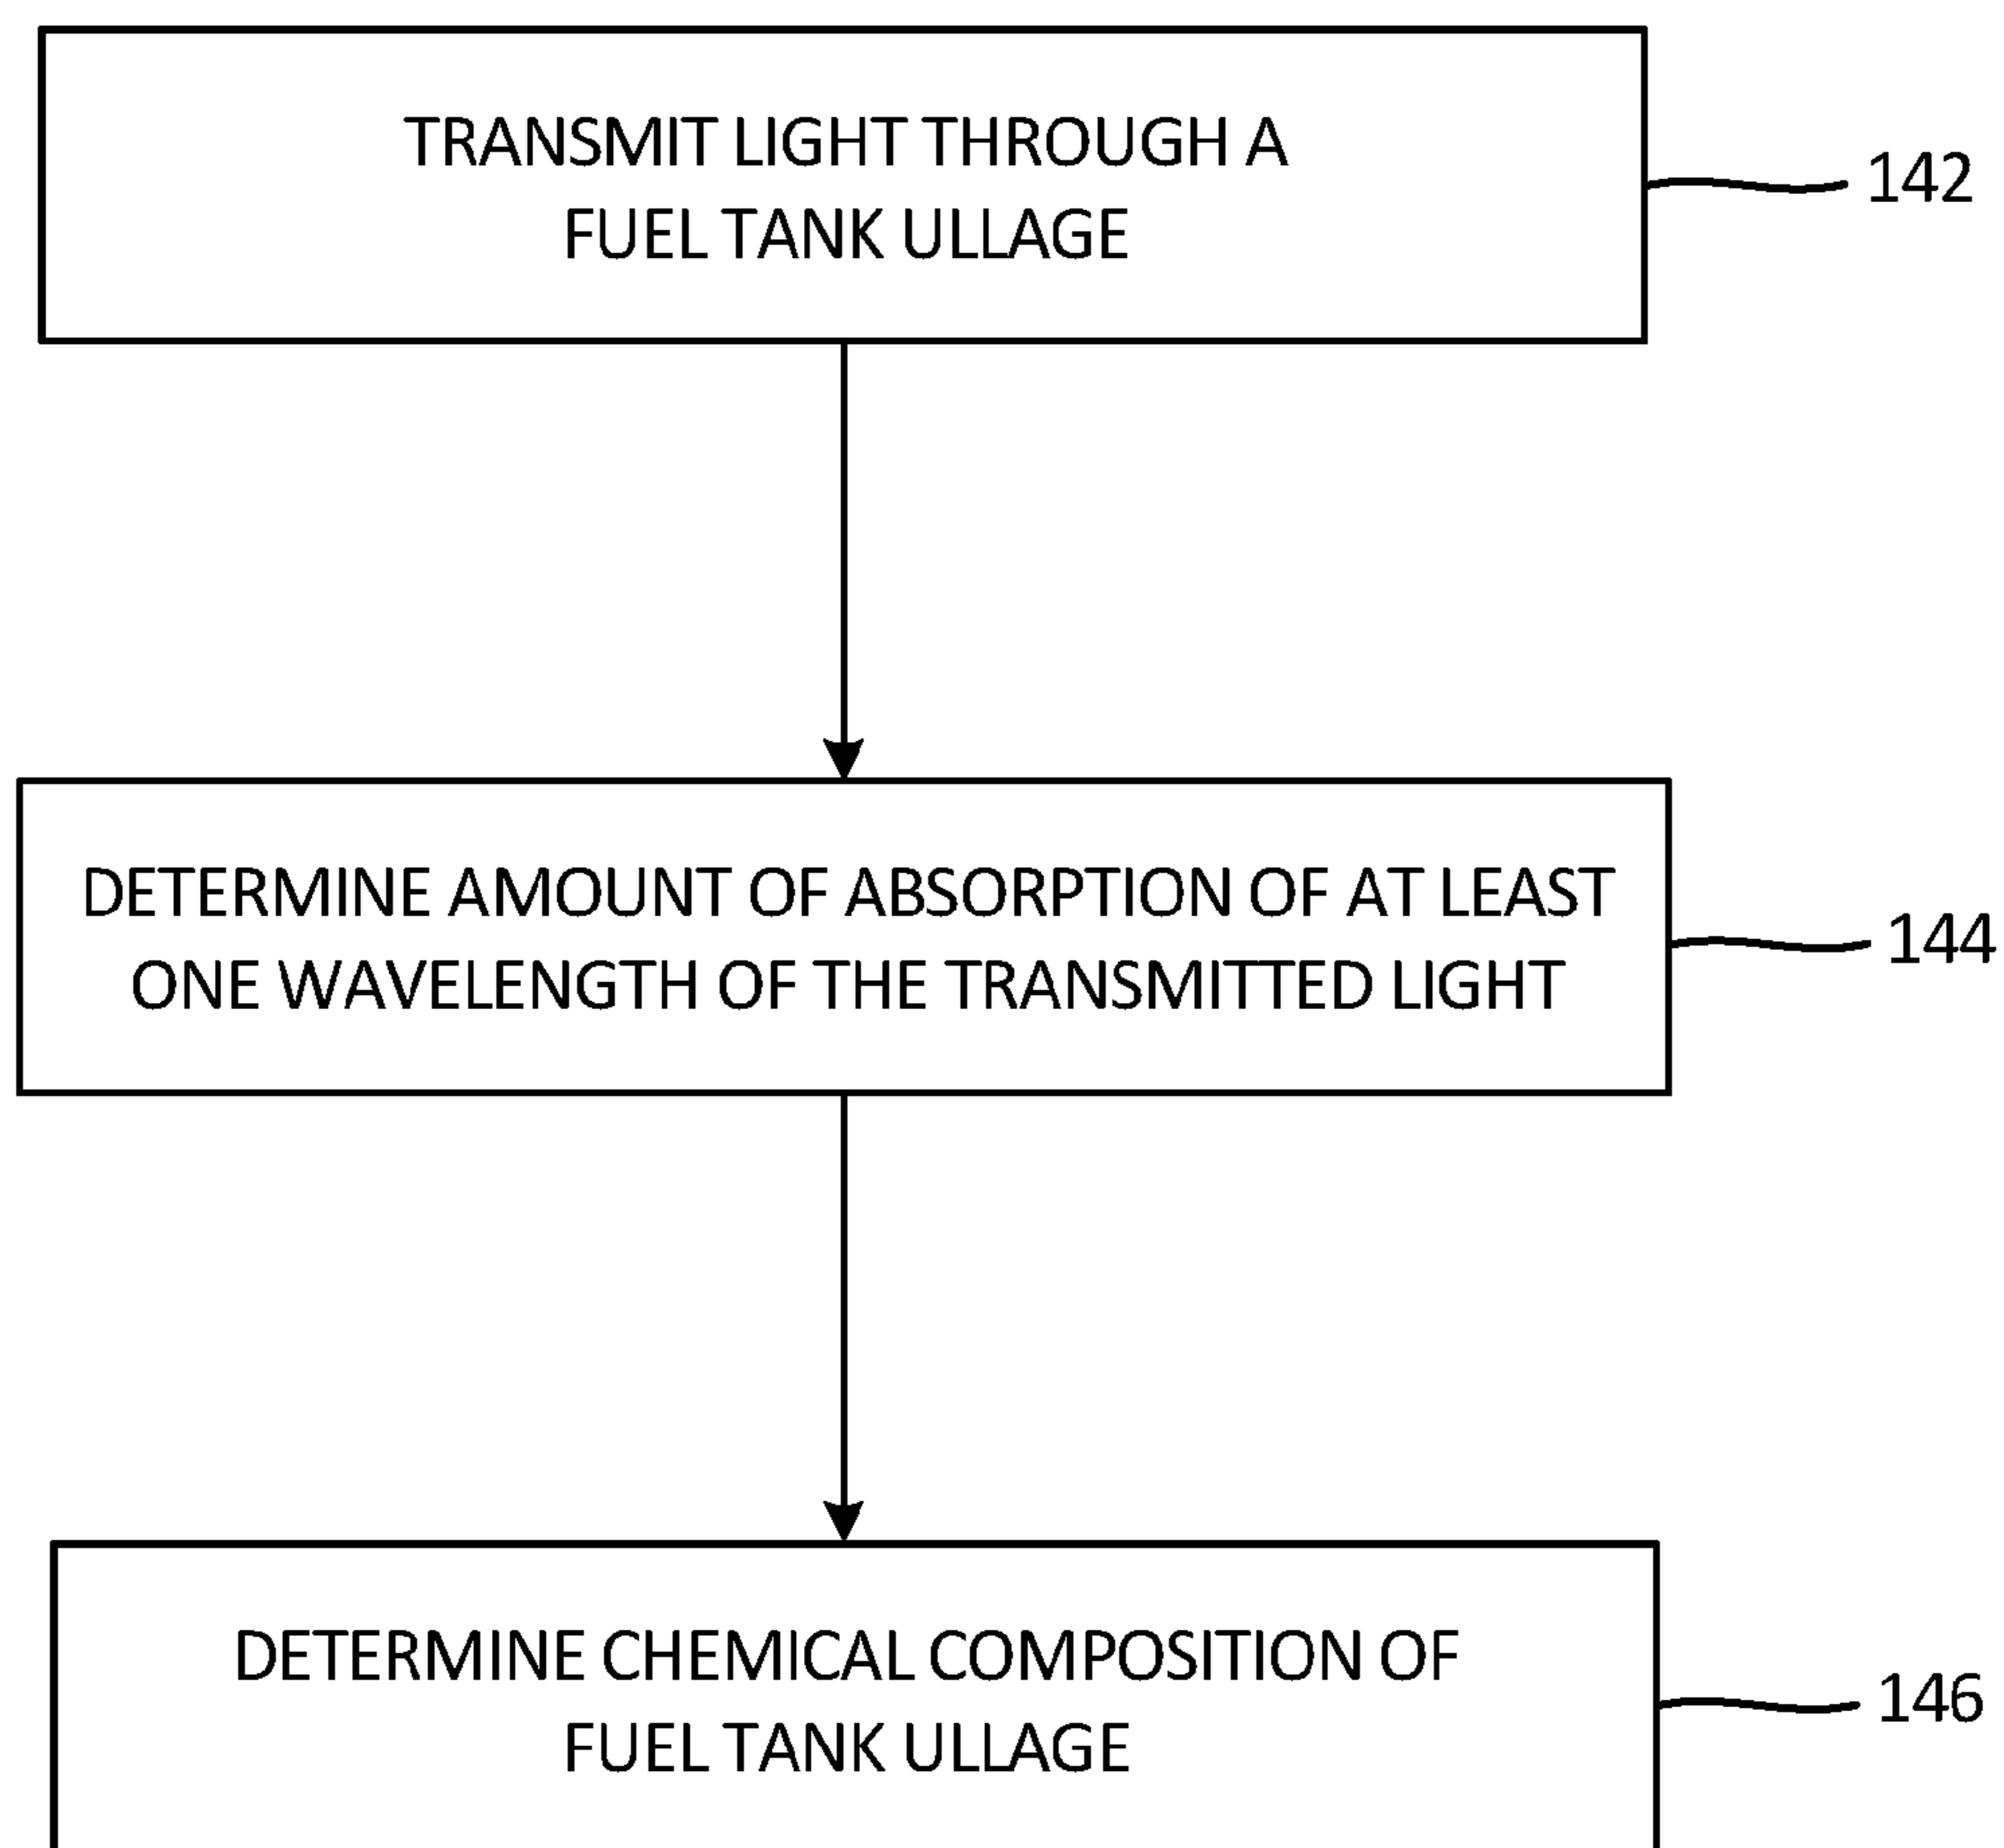 TRANSMIT LIGHT THROUGH A
FUEL TANK ULLAGE
142
DETERMINE AMOUNT OF ABSORPTION OF AT LEAST
ONE WAVELENGTH OF THE TRANSMITTED LIGHT
144
DETERMINE CHEMICAL COMPOSITION OF
FUEL TANK ULLAGE
146